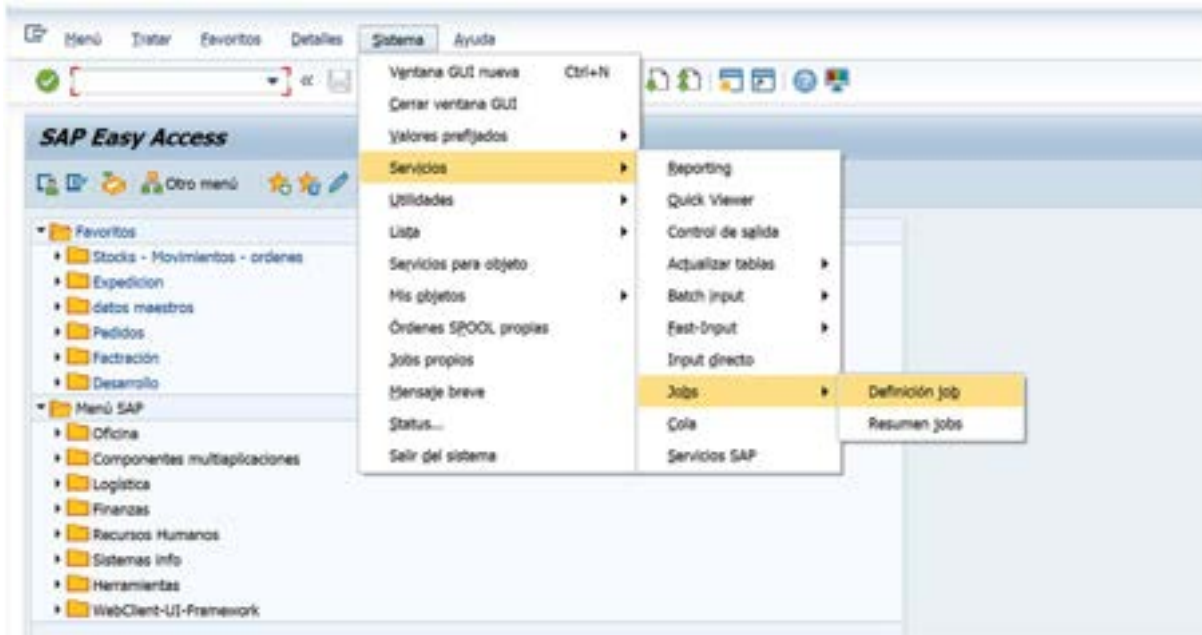 Menú Tratar Favoritos Detalles Sistema Ayuda
SAP Easy Access
Otro menú
Favoritos
Stocks - Movimientos - ordenes
Expedicion
datos maestros
Pedidos
Factración
Desarrollo
Menú SAP
Oficina
Componentes multiaplicaciones
Logística
Finanzas
Recursos Humanos
Sistemas info
Herramientas
WebClient-UI-Framework
Ventana GUI nueva Ctrl+N
Cerrar ventana GUI
Valores prefijados
Servicios
Utilidades
Lista
Servicios para objeto
Mis objetos
Órdenes SPOOL propias
Jobs propios
Mensaje breve
Status...
Salir del sistema
Reporting
Quick Viewer
Control de salida
Actualizar tablas
Batch input
Fast-Input
Input directo
Jobs
Cola
Servicios SAP
Definición job
Resumen jobs